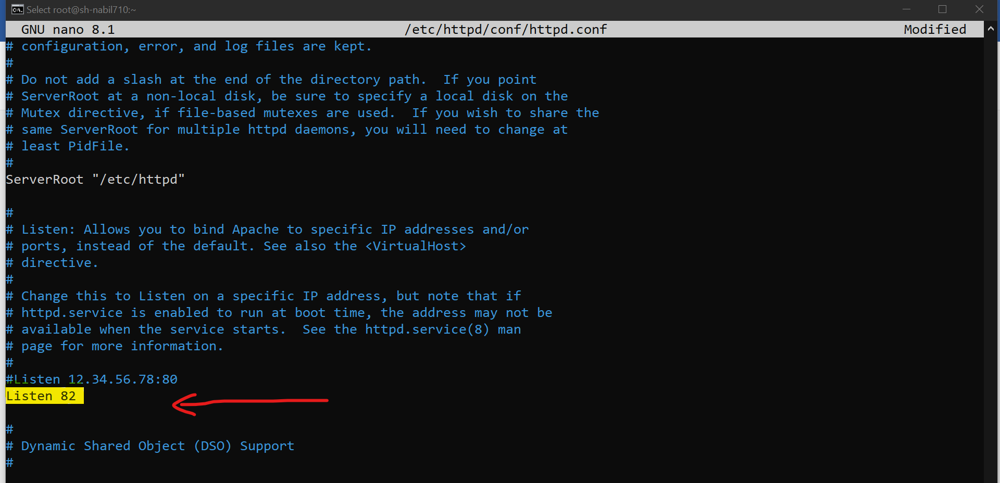 Select root@sh-nabil710:~
GNU nano 8.1 /etc/httpd/conf/httpd.conf Modified
# configuration, error, and log files are kept.
#
# Do not add a slash at the end of the directory path.  If you point
# ServerRoot at a non-local disk, be sure to specify a local disk on the
# Mutex directive, if file-based mutexes are used.  If you wish to share the
# same ServerRoot for multiple httpd daemons, you will need to change at
# least PidFile.
#
ServerRoot "/etc/httpd"
#
# Listen: Allows you to bind Apache to specific IP addresses and/or
# ports, instead of the default. See also the <VirtualHost>
# directive.
#
# Change this to Listen on a specific IP address, but note that if
# httpd.service is enabled to run at boot time, the address may not be
# available when the service starts.  See the httpd.service(8) man
# page for more information.
#
#Listen 12.34.56.78:80
Listen 82
#
# Dynamic Shared Object (DSO) Support
#